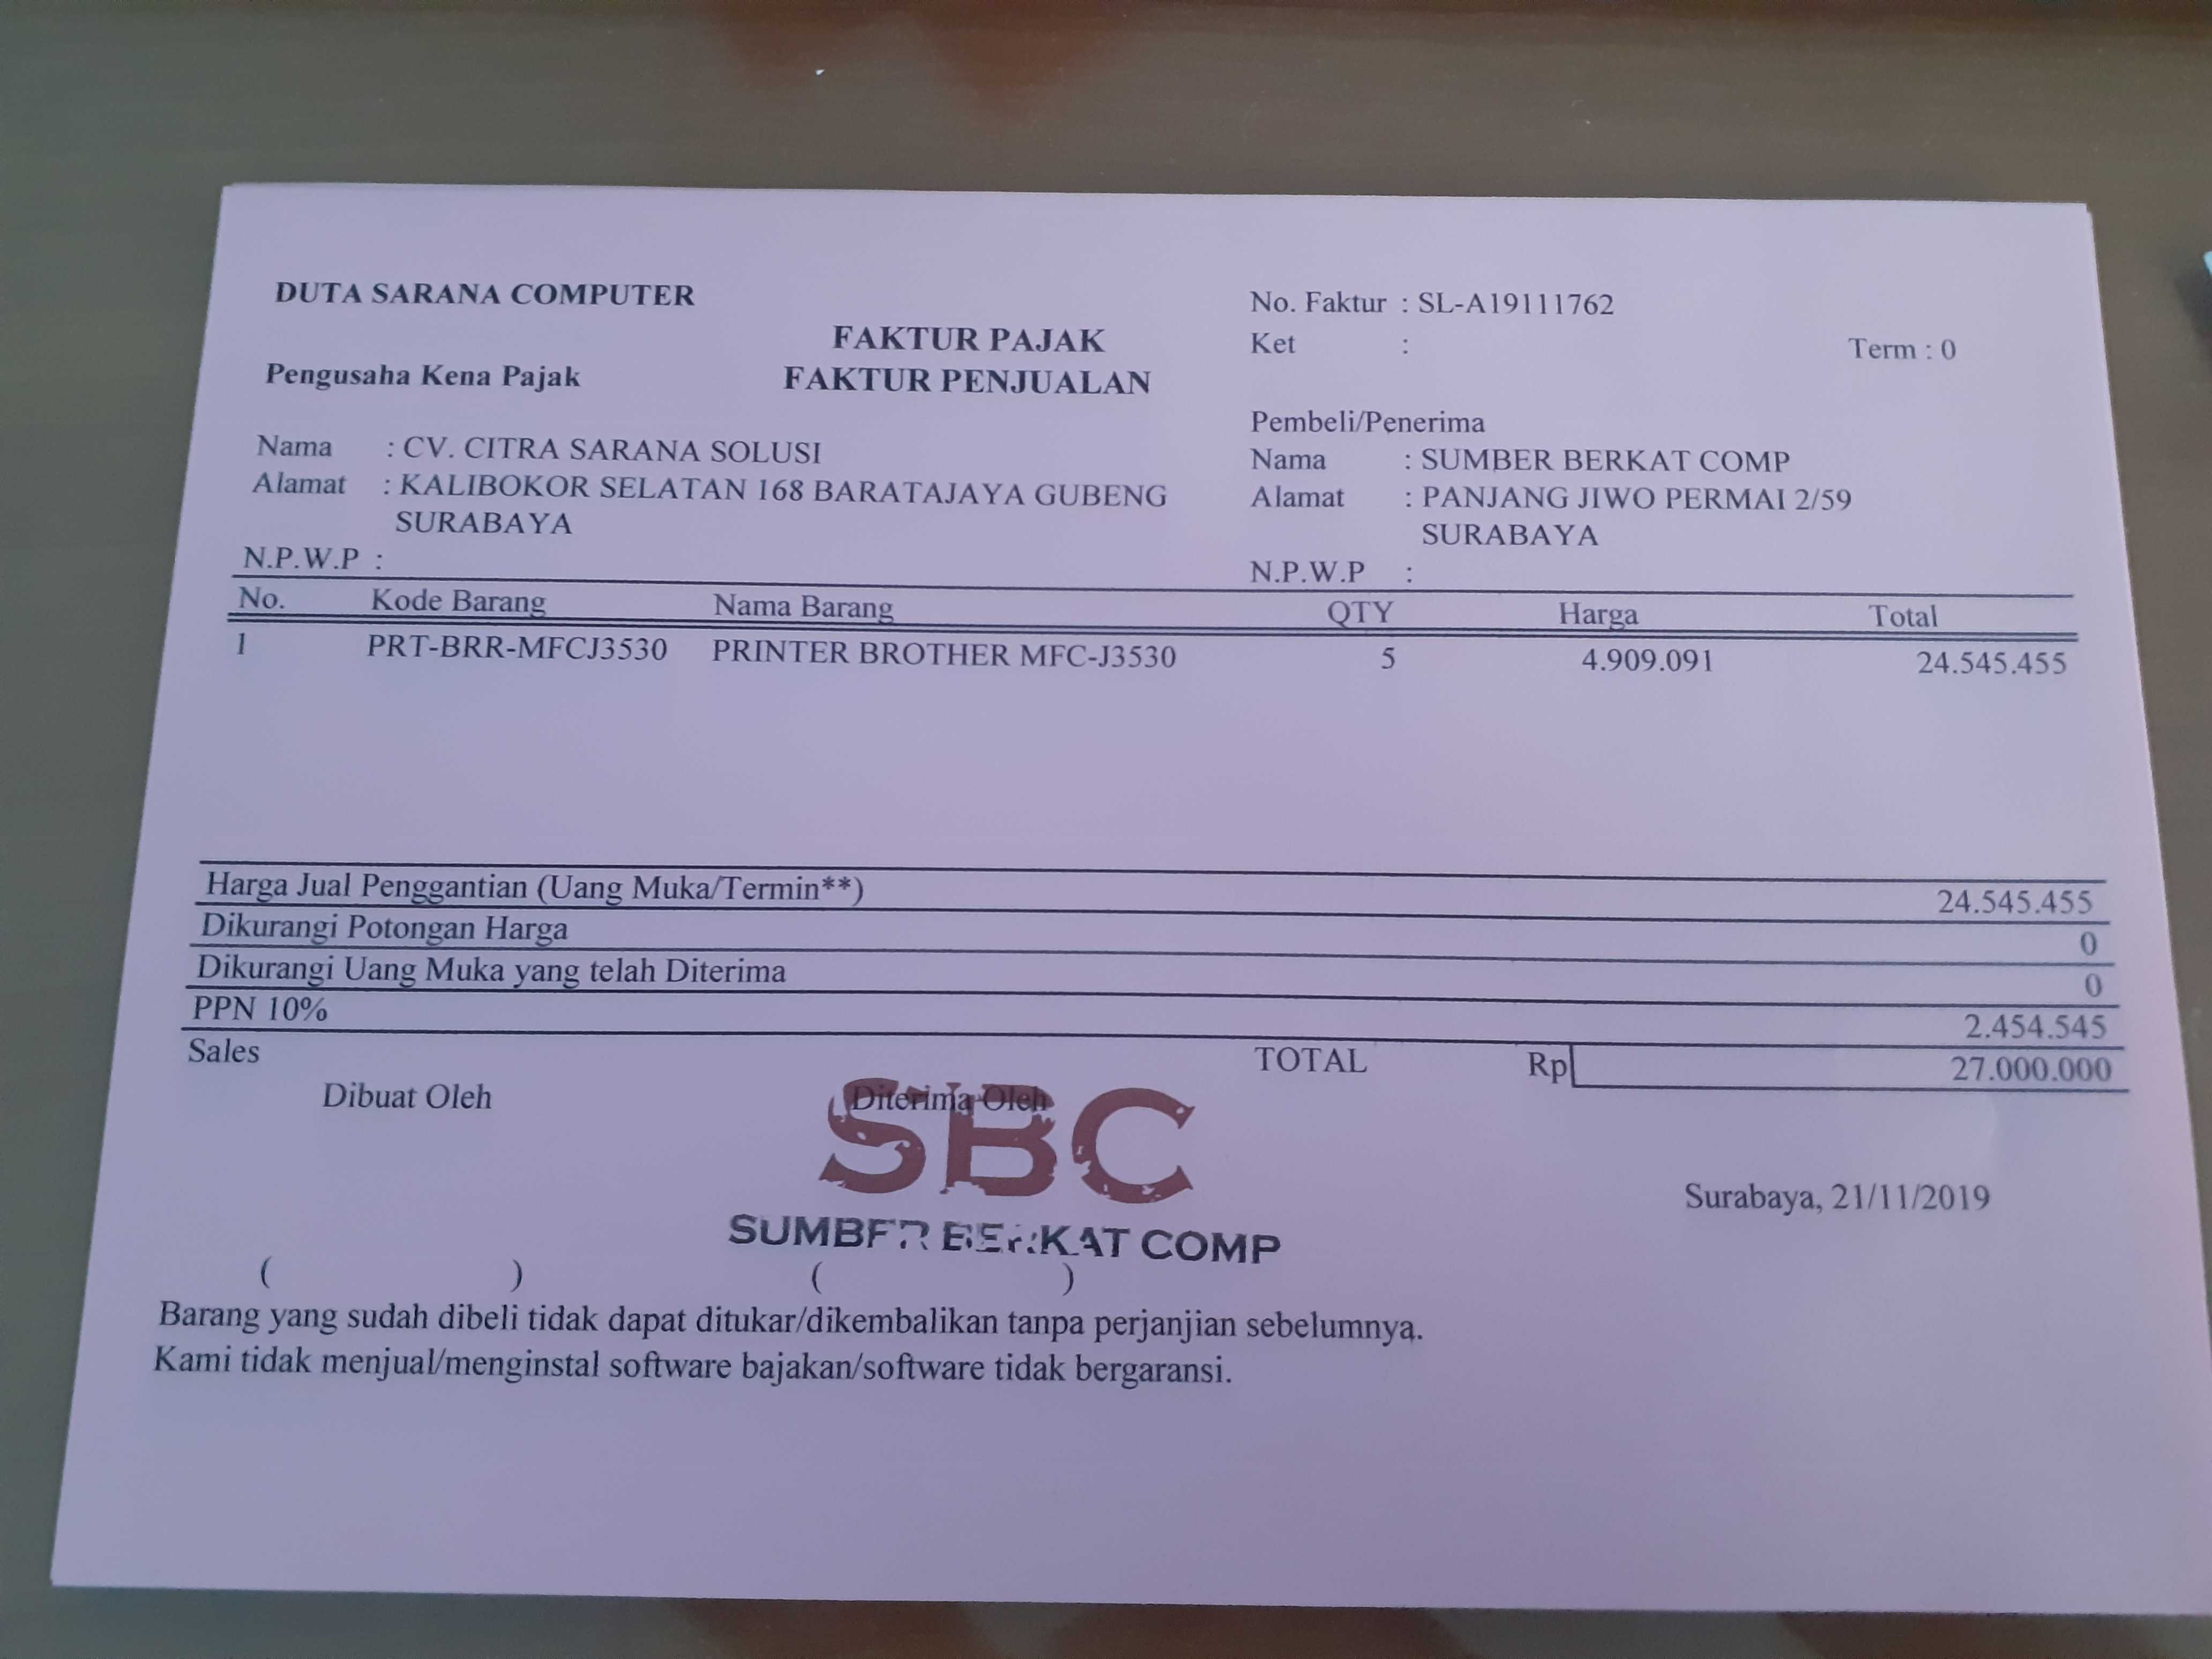 DUTA SARANA COMPUTER
FAKTUR PAJAK
FAKTUR PENJUALAN
No. Faktur : SL-A19111762
Ket :
Term : 0
Pengusaha Kena Pajak
Nama : CV. CITRA SARANA SOLUSI
Alamat : KALIBOKOR SELATAN 168 BARATAJAYA GUBENG
SURABAYA
N.P.W.P :
Pembeli/Penerima
Nama : SUMBER BERKAT COMP
Alamat : PANJANG JIWO PERMAI 2/59
SURABAYA
N.P.W.P :
No. Kode Barang Nama Barang QTY Harga Total
1 PRT-BRR-MFCJ3530 PRINTER BROTHER MFC-J3530 5 4.909.091 24.545.455
Harga Jual Penggantian (Uang Muka/Termin**) 24.545.455
Dikurangi Potongan Harga 0
Dikurangi Uang Muka yang telah Diterima 0
PPN 10% 2.454.545
Sales TOTAL Rp 27.000.000
Dibuat Oleh Diterima Oleh
SBC
SUMBER BERKAT COMP
Surabaya, 21/11/2019
( ) ( )
Barang yang sudah dibeli tidak dapat ditukar/dikembalikan tanpa perjanjian sebelumnya.
Kami tidak menjual/menginstal software bajakan/software tidak bergaransi.